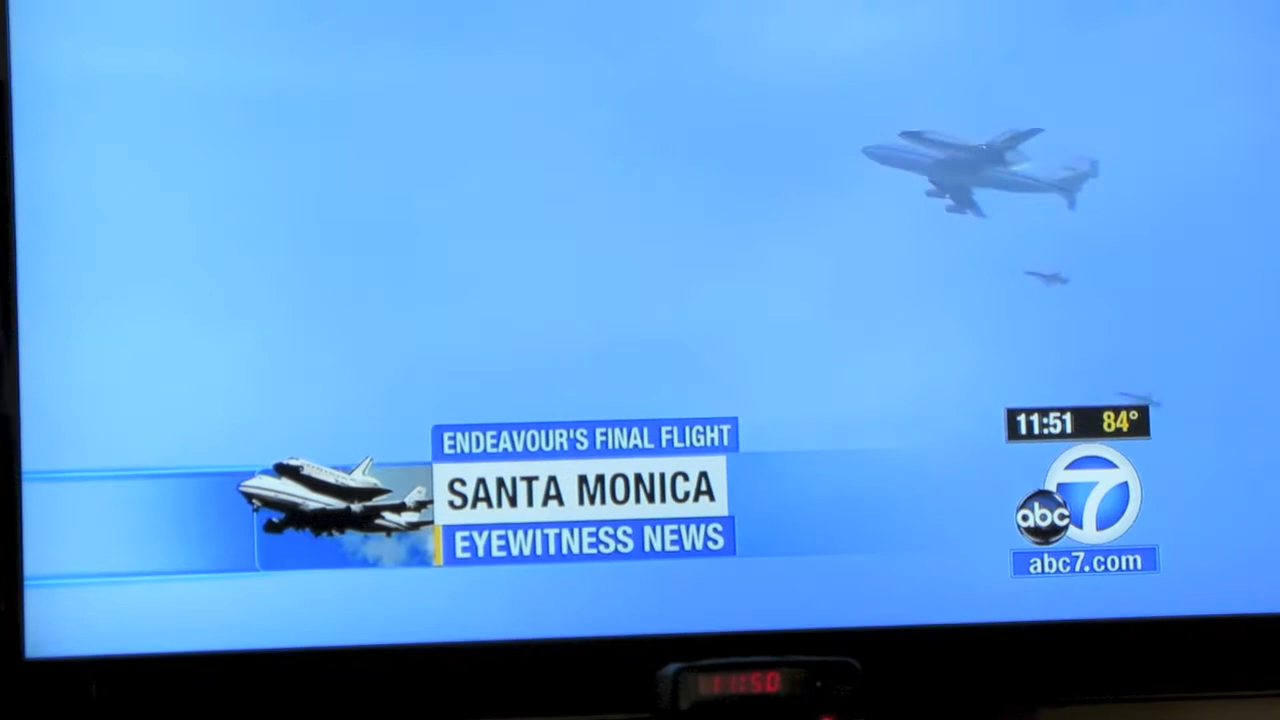 ENDEAVOUR'S FINAL FLIGHT
SANTA MONICA
EYEWITNESS NEWS
11:51 84°
7
abc
abc7.com
11:50